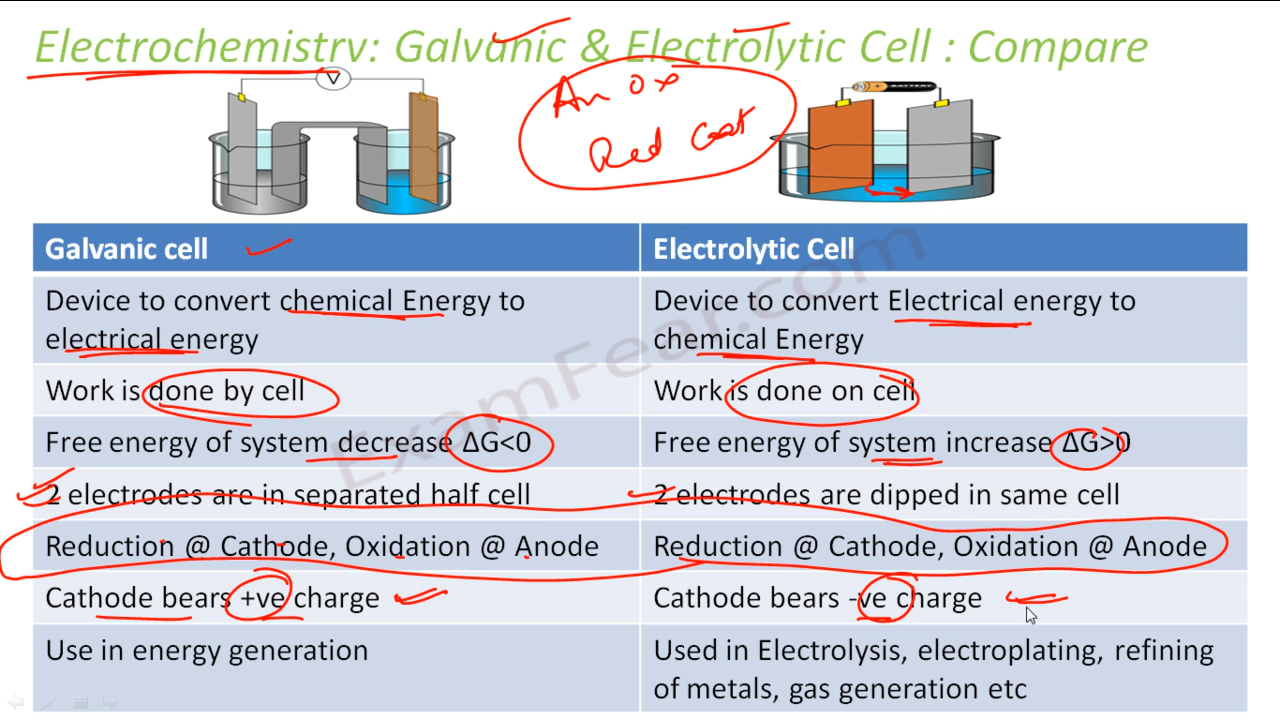 Electrochemistry: Galvanic & Electrolytic Cell : Compare
V
BATTERY
An Ox
Red Cat
Galvanic cell
Electrolytic Cell
Device to convert chemical Energy to
electrical energy
Device to convert Electrical energy to
chemical Energy
Work is done by cell
Work is done on cell
Free energy of system decrease ΔG<0
Free energy of system increase ΔG>0
2 electrodes are in separated half cell
2 electrodes are dipped in same cell
Reduction @ Cathode, Oxidation @ Anode
Reduction @ Cathode, Oxidation @ Anode
Cathode bears +ve charge
Cathode bears -ve charge
Use in energy generation
Used in Electrolysis, electroplating, refining
of metals, gas generation etc
ExamFear.com